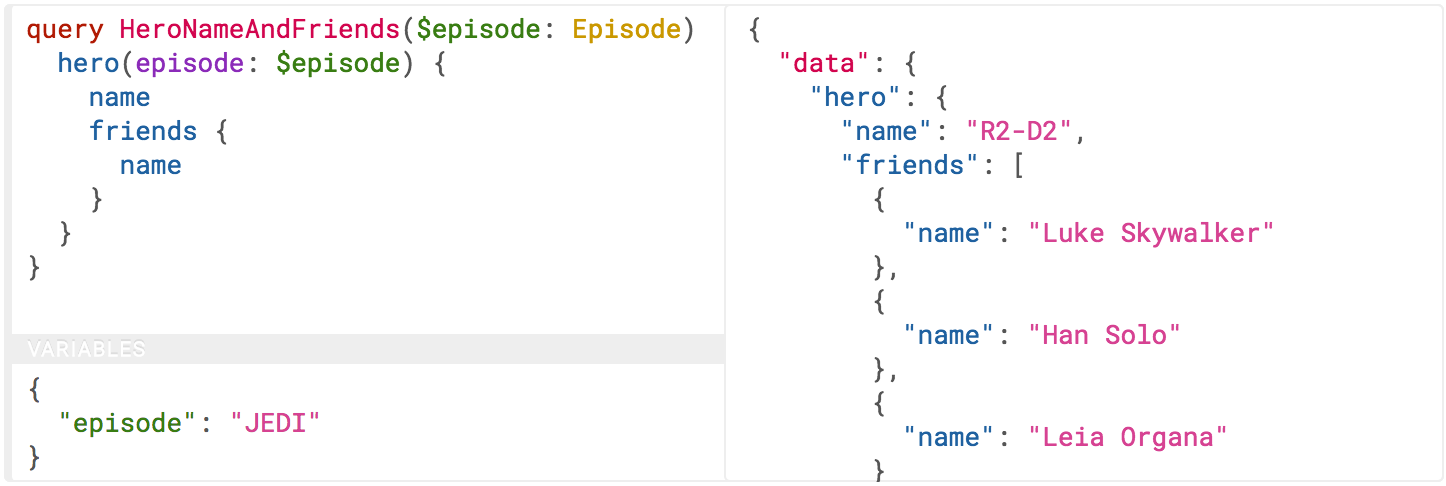 query HeroNameAndFriends($episode: Episode)
  hero(episode: $episode) {
    name
    friends {
      name
    }
  }
}
VARIABLES
{
  "episode": "JEDI"
}
{
  "data": {
    "hero": {
      "name": "R2-D2",
      "friends": [
        {
          "name": "Luke Skywalker"
        },
        {
          "name": "Han Solo"
        },
        {
          "name": "Leia Organa"
        }